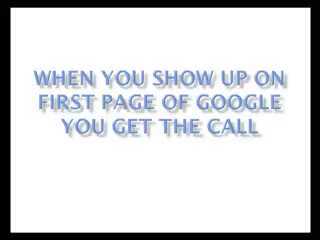 WHEN YOU SHOW UP ON
FIRST PAGE OF GOOGLE
YOU GET THE CALL